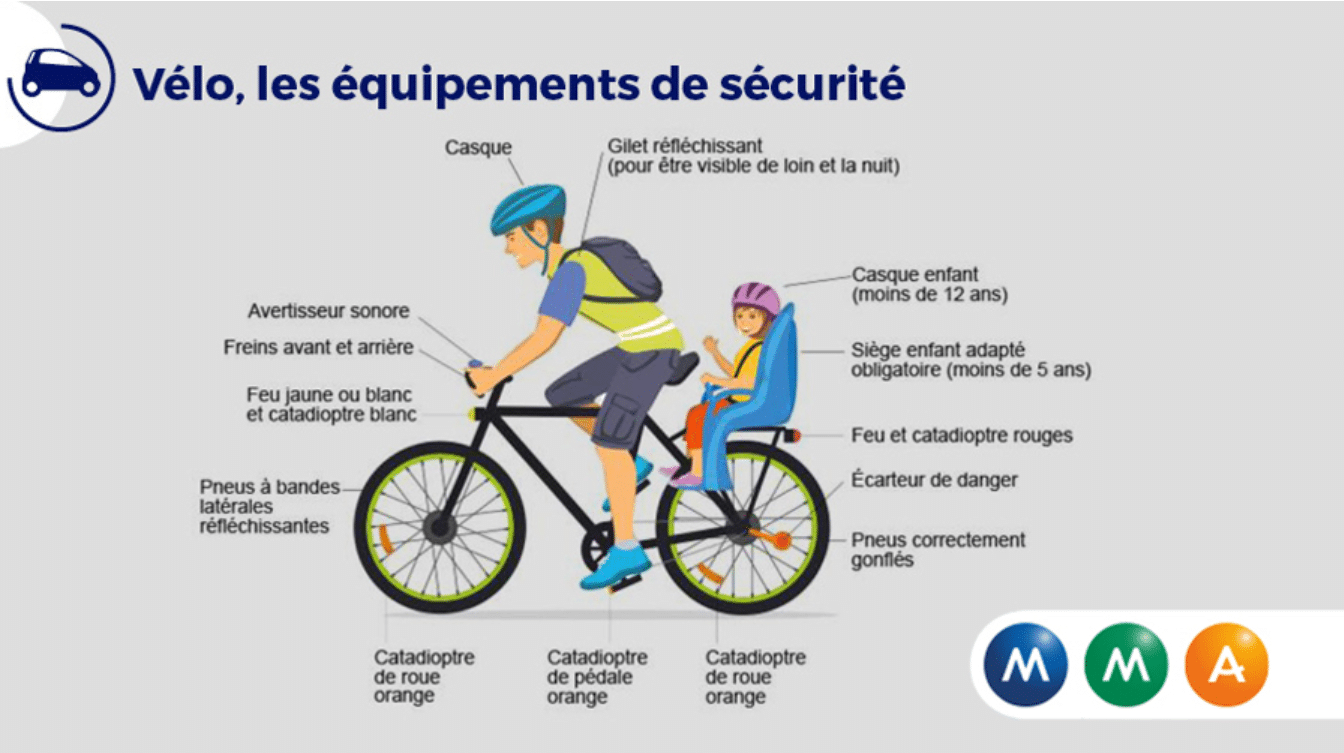 Vélo, les équipements de sécurité
Casque
Gilet réfléchissant
(pour être visible de loin et la nuit)
Casque enfant
(moins de 12 ans)
Avertisseur sonore
Freins avant et arrière
Siège enfant adapté
obligatoire (moins de 5 ans)
Feu jaune ou blanc
et catadioptre blanc
Feu et catadioptre rouges
Écarteur de danger
Pneus à bandes
latérales
réfléchissantes
Pneus correctement
gonflés
Catadioptre
de roue
orange
Catadioptre
de pédale
orange
Catadioptre
de roue
orange
M M A